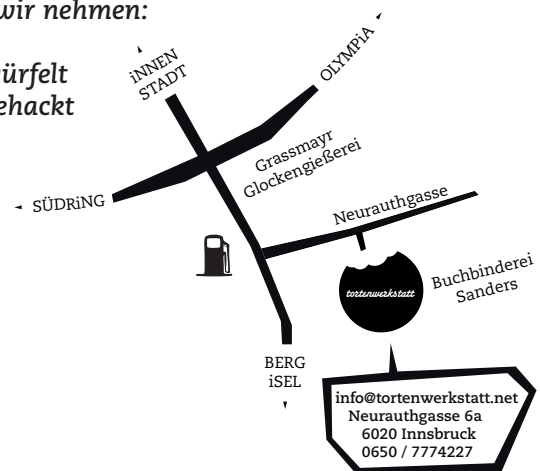 wir nehmen:
ürfelt
ehackt
iNNEN
STADT
OLYMPiA
Grassmayr
Glockengießerei
SÜDRiNG
Neurauthgasse
tortenwerkstatt
Buchbinderei
Sanders
BERG
iSEL
info@tortenwerkstatt.net
Neurauthgasse 6a
6020 Innsbruck
0650 / 7774227